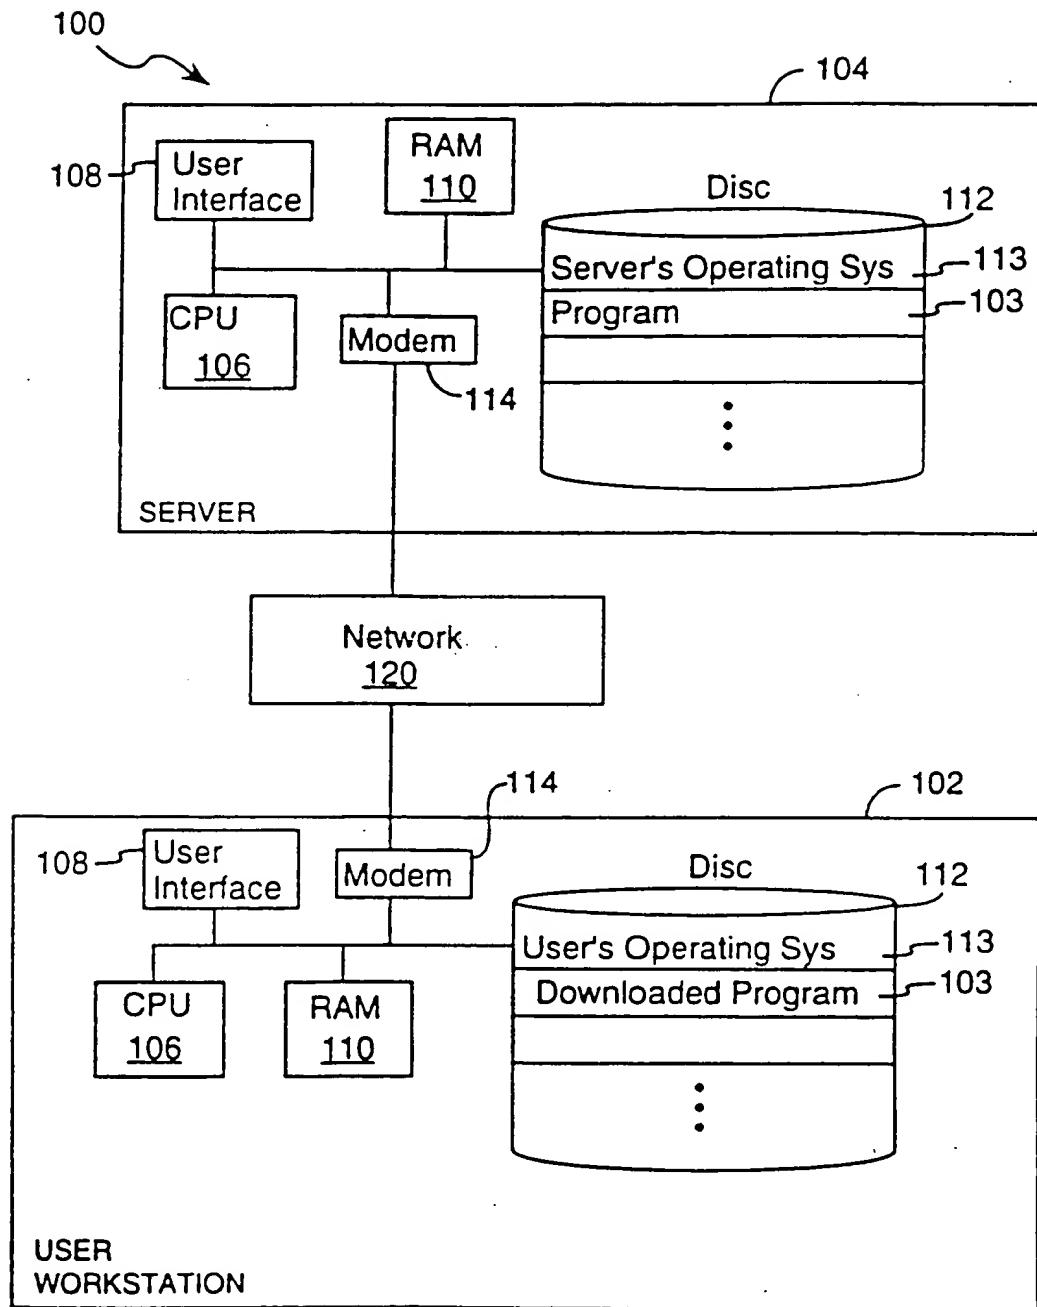 100
104
108
User
Interface
RAM
110
Disc
112
Server's Operating Sys
113
Program
103
CPU
106
Modem
114
SERVER
Network
120
114
102
108
User
Interface
Modem
Disc
112
User's Operating Sys
113
Downloaded Program
103
CPU
106
RAM
110
USER
WORKSTATION